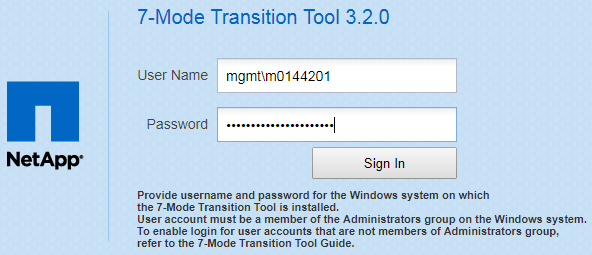 7-Mode Transition Tool 3.2.0
User Name mgmt\m0144201
Password ••••••••••••••••••••••
Sign In
NetApp®
Provide username and password for the Windows system on which
the 7-Mode Transition Tool is installed.
User account must be a member of the Administrators group on the Windows system.
To enable login for user accounts that are not members of Administrators group,
refer to the 7-Mode Transition Tool Guide.